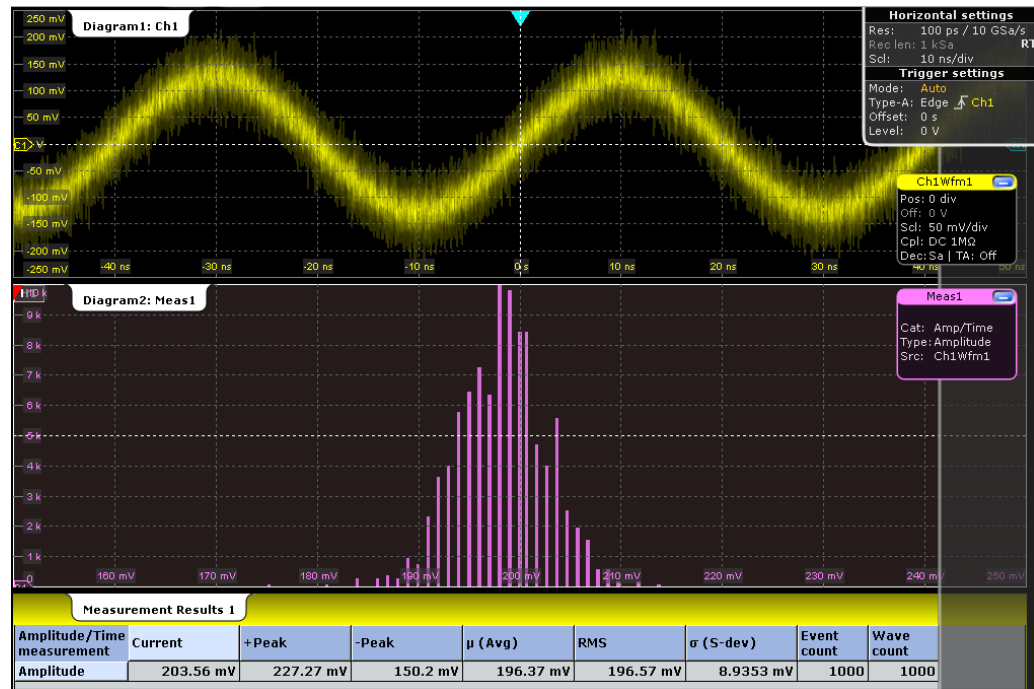 250 mV
Diagram1: Ch1
200 mV
150 mV
100 mV
50 mV
C1 V
-50 mV
-100 mV
-150 mV
-200 mV
-250 mV
-40 ns -30 ns -20 ns -10 ns 0 s 10 ns 20 ns 30 ns 40 ns 50 ns
Horizontal settings
Res: 100 ps / 10 GSa/s
Rec len: 1 kSa RT
Scl: 10 ns/div
Trigger settings
Mode: Auto
Type-A: Edge Ch1
Offset: 0 s
Level: 0 V
Ch1Wfm1
Pos: 0 div
Off: 0 V
Scl: 50 mV/div
Cpl: DC 1MΩ
Dec: Sa | TA: Off
10 k
Diagram2: Meas1
9 k
8 k
7 k
6 k
5 k
4 k
3 k
2 k
1 k
0
160 mV 170 mV 180 mV 190 mV 200 mV 210 mV 220 mV 230 mV 240 mV 250 mV
Meas1
Cat: Amp/Time
Type: Amplitude
Src: Ch1Wfm1
Measurement Results 1
Amplitude/Time measurement Current +Peak -Peak µ (Avg) RMS σ (S-dev) Event count Wave count
Amplitude 203.56 mV 227.27 mV 150.2 mV 196.37 mV 196.57 mV 8.9353 mV 1000 1000